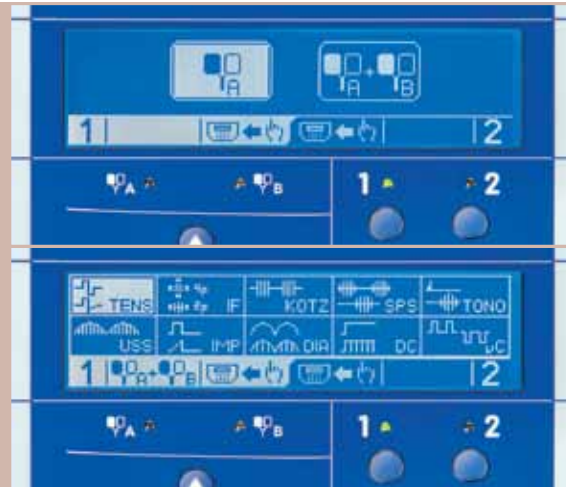 A A + B
1 2
A B 1 2
TENS IF KOTZ SPS TONO
USS IMP DIA DC µC
1 A + B 2
A B 1 2